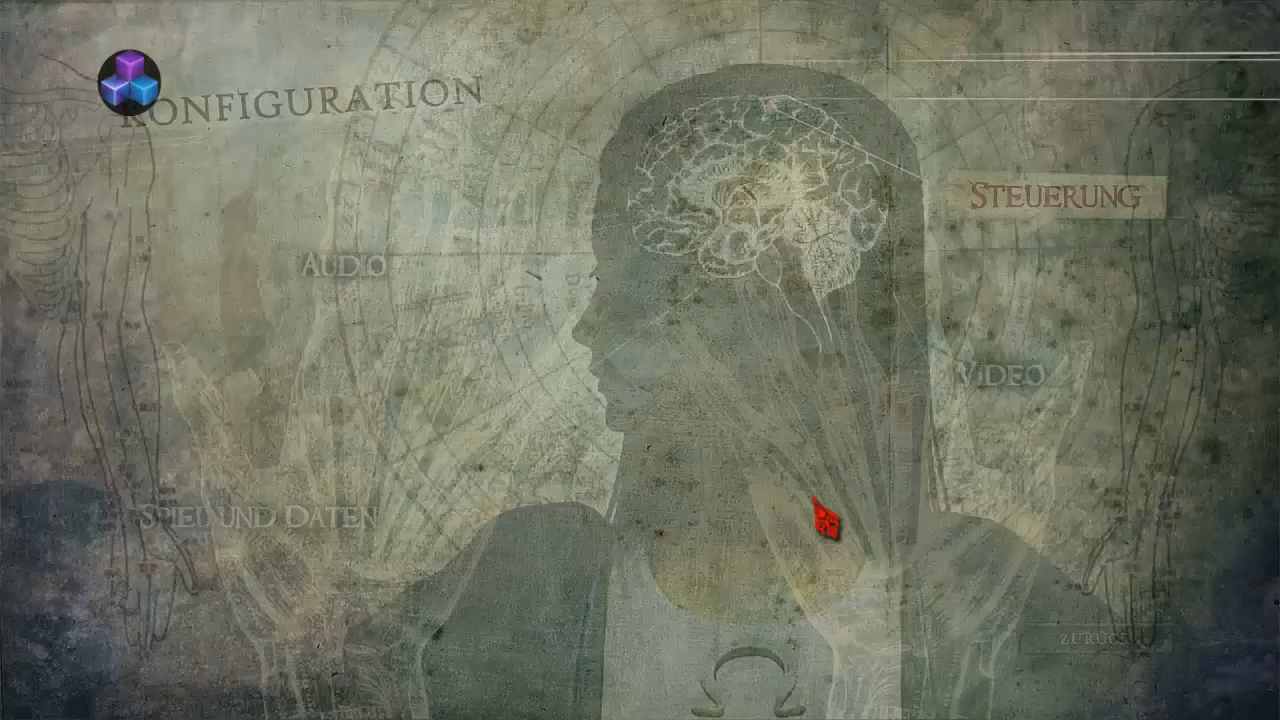 KONFIGURATION
STEUERUNG
AUDIO
VIDEO
SPIEL UND DATEN
ZURÜCK
Ω